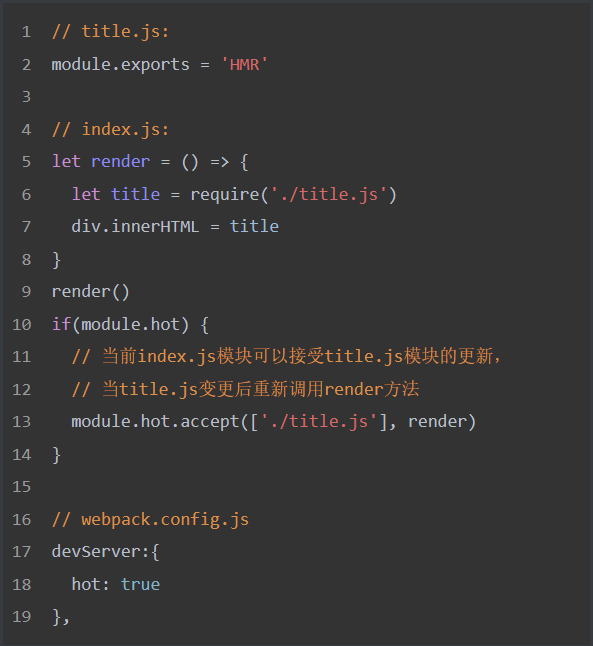 1 // title.js:
2 module.exports = 'HMR'
3
4 // index.js:
5 let render = () => {
6   let title = require('./title.js')
7   div.innerHTML = title
8 }
9 render()
10 if(module.hot) {
11   // 当前index.js模块可以接受title.js模块的更新，
12   // 当title.js变更后重新调用render方法
13   module.hot.accept(['./title.js'], render)
14 }
15
16 // webpack.config.js
17 devServer:{
18   hot: true
19 },